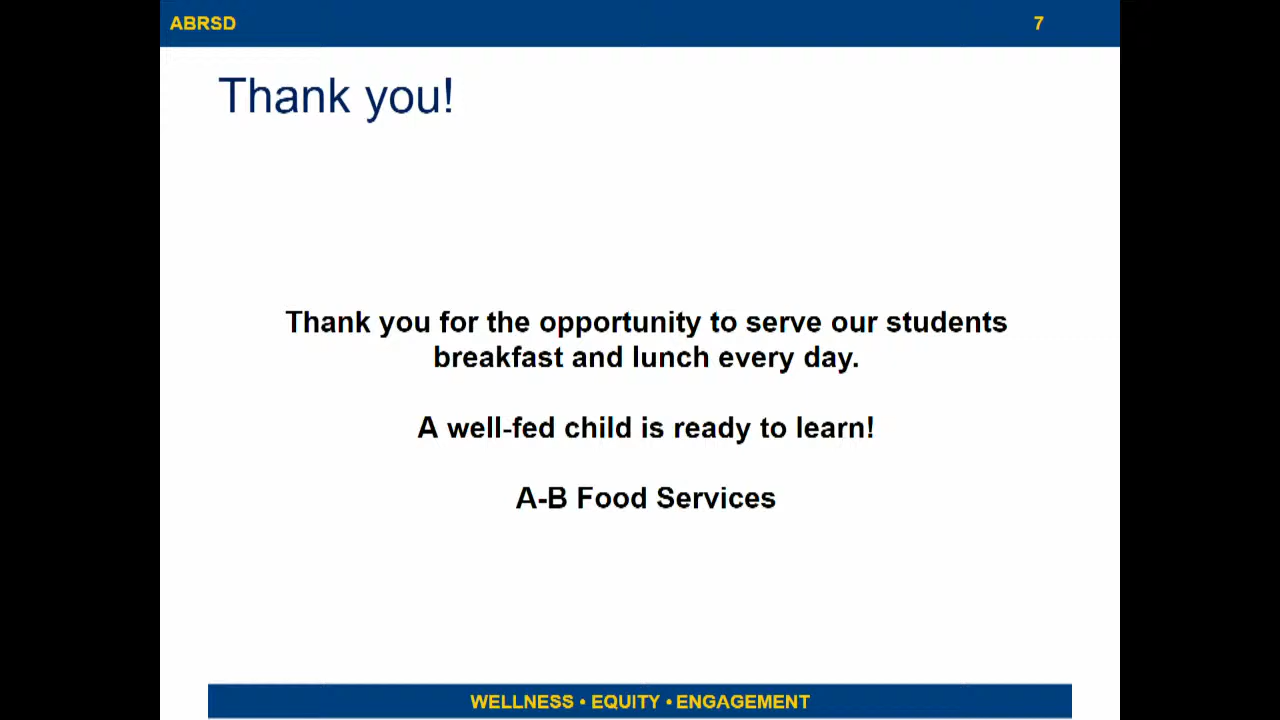 ABRSD
7
Thank you!
Thank you for the opportunity to serve our students
breakfast and lunch every day.
A well-fed child is ready to learn!
A-B Food Services
WELLNESS • EQUITY • ENGAGEMENT